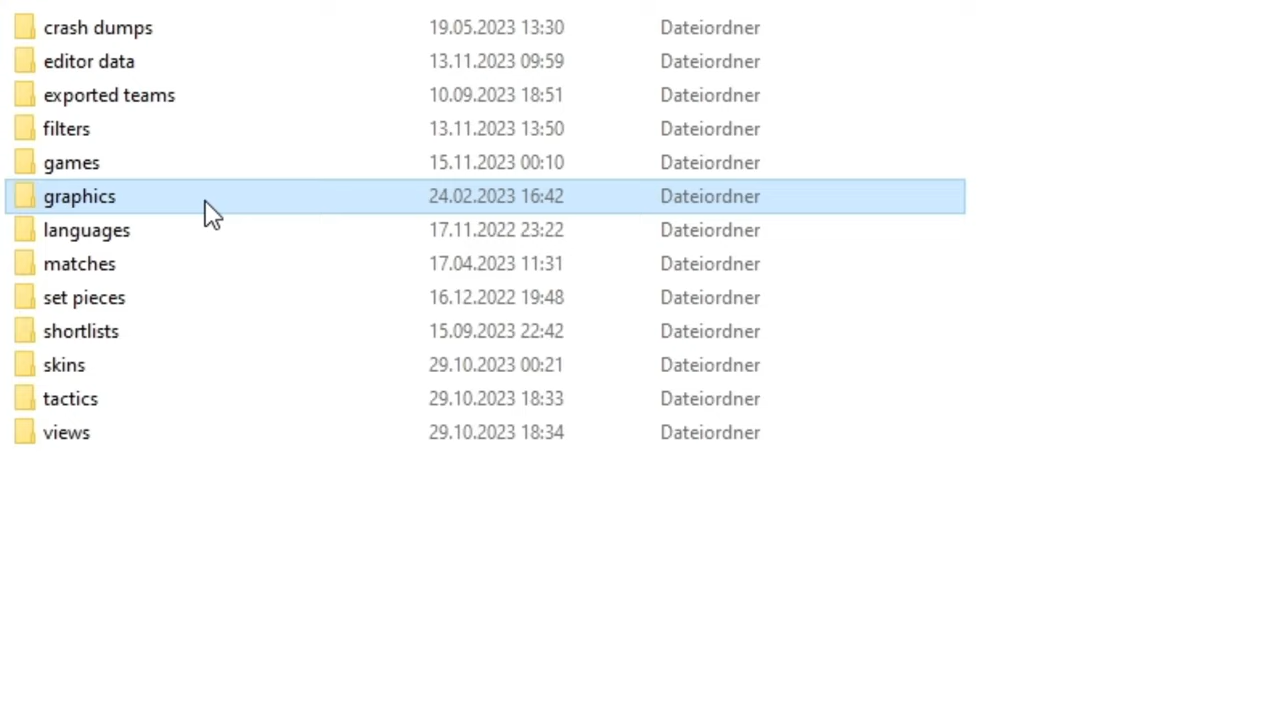 crash dumps 19.05.2023 13:30 Dateiordner
editor data 13.11.2023 09:59 Dateiordner
exported teams 10.09.2023 18:51 Dateiordner
filters 13.11.2023 13:50 Dateiordner
games 15.11.2023 00:10 Dateiordner
graphics 24.02.2023 16:42 Dateiordner
languages 17.11.2022 23:22 Dateiordner
matches 17.04.2023 11:31 Dateiordner
set pieces 16.12.2022 19:48 Dateiordner
shortlists 15.09.2023 22:42 Dateiordner
skins 29.10.2023 00:21 Dateiordner
tactics 29.10.2023 18:33 Dateiordner
views 29.10.2023 18:34 Dateiordner